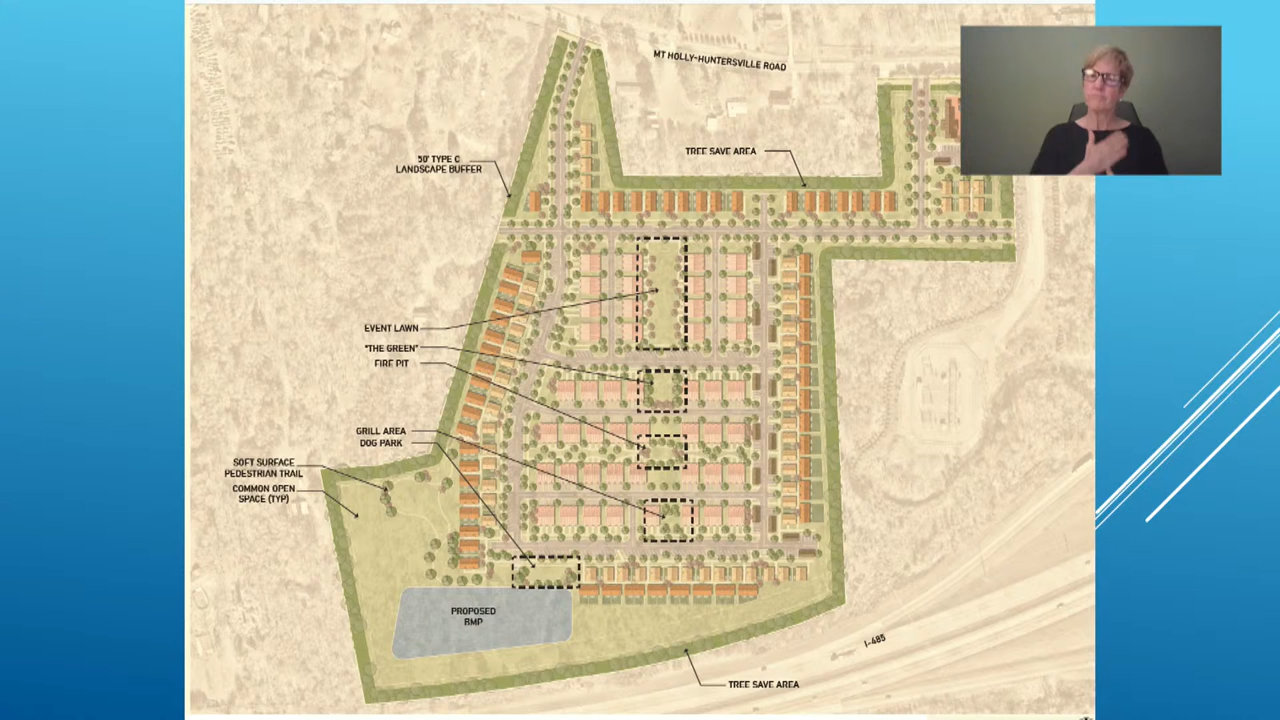 MT HOLLY-HUNTERSVILLE ROAD
TREE SAVE AREA
50' TYPE C
LANDSCAPE BUFFER
EVENT LAWN
"THE GREEN"
FIRE PIT
GRILL AREA
DOG PARK
SOFT SURFACE
PEDESTRIAN TRAIL
COMMON OPEN
SPACE (TYP)
PROPOSED
BMP
I-485
TREE SAVE AREA